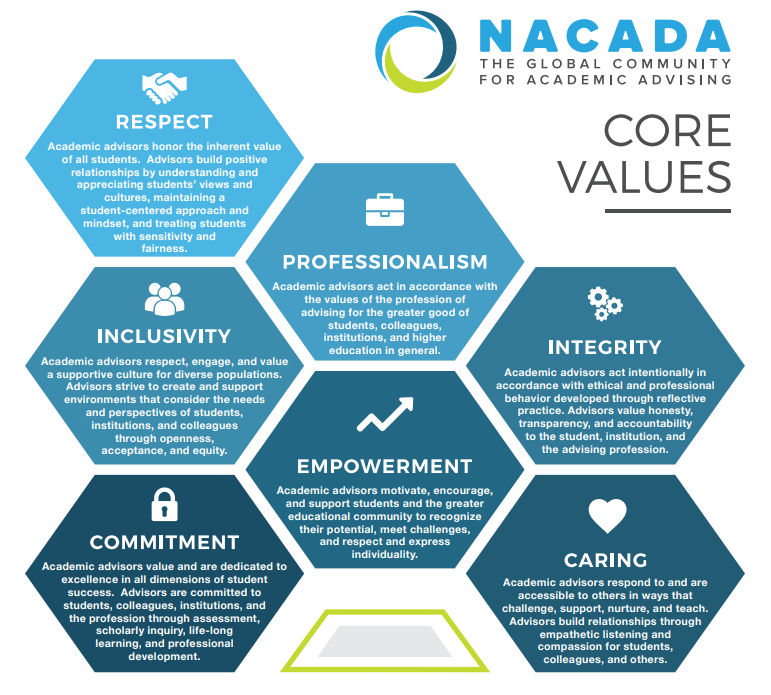 NACADA
THE GLOBAL COMMUNITY
FOR ACADEMIC ADVISING
CORE
VALUES
RESPECT
Academic advisors honor the inherent value
of all students. Advisors build positive
relationships by understanding and
appreciating students' views and
cultures, maintaining a
student-centered approach and
mindset, and treating students
with sensitivity and
fairness.
PROFESSIONALISM
Academic advisors act in accordance with
the values of the profession of
advising for the greater good of
students, colleagues,
institutions, and higher
education in general.
INCLUSIVITY
Academic advisors respect, engage, and value
a supportive culture for diverse populations.
Advisors strive to create and support
environments that consider the needs
and perspectives of students,
institutions, and colleagues
through openness,
acceptance, and equity.
INTEGRITY
Academic advisors act intentionally in
accordance with ethical and professional
behavior developed through reflective
practice. Advisors value honesty,
transparency, and accountability
to the student, institution, and
the advising profession.
EMPOWERMENT
Academic advisors motivate, encourage,
and support students and the greater
educational community to recognize
their potential, meet challenges,
and respect and express
individuality.
COMMITMENT
Academic advisors value and are dedicated to
excellence in all dimensions of student
success. Advisors are committed to
students, colleagues, institutions, and
the profession through assessment,
scholarly inquiry, life-long
learning, and professional
development.
CARING
Academic advisors respond to and are
accessible to others in ways that
challenge, support, nurture, and teach.
Advisors build relationships through
empathetic listening and
compassion for students,
colleagues, and others.